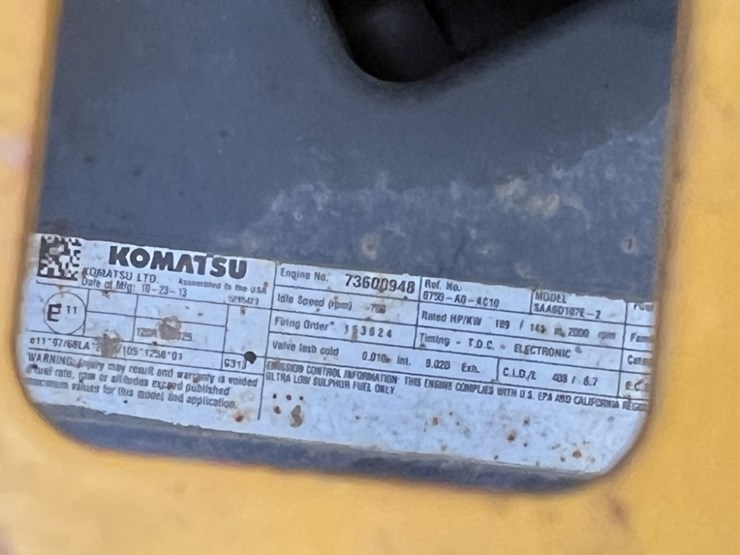 KOMATSU
KOMATSU LTD. Assembled in the USA
Date of Mfg: 10-23-13
E 11
G313
WARNING: Injury may result and warranty is voided
if fuel rate, rpm or altitudes exceed published
maximum values for this model and application.
Engine No. 73600948
Idle Speed (rpm) 700
Firing Order 153624
Valve lash cold 0.010 Int. 0.020 Exh.
Ref. No.
6750-A0-KC10
MODEL
SAA6D107E-2
Rated HP/KW 189 / 141 2000 rpm
Timing - T.D.C. - ELECTRONIC
C.I.D./L 409 / 6.7
EMISSION CONTROL INFORMATION: THIS ENGINE COMPLIES WITH U.S. EPA AND CALIFORNIA
ULTRA LOW SULPHUR FUEL ONLY